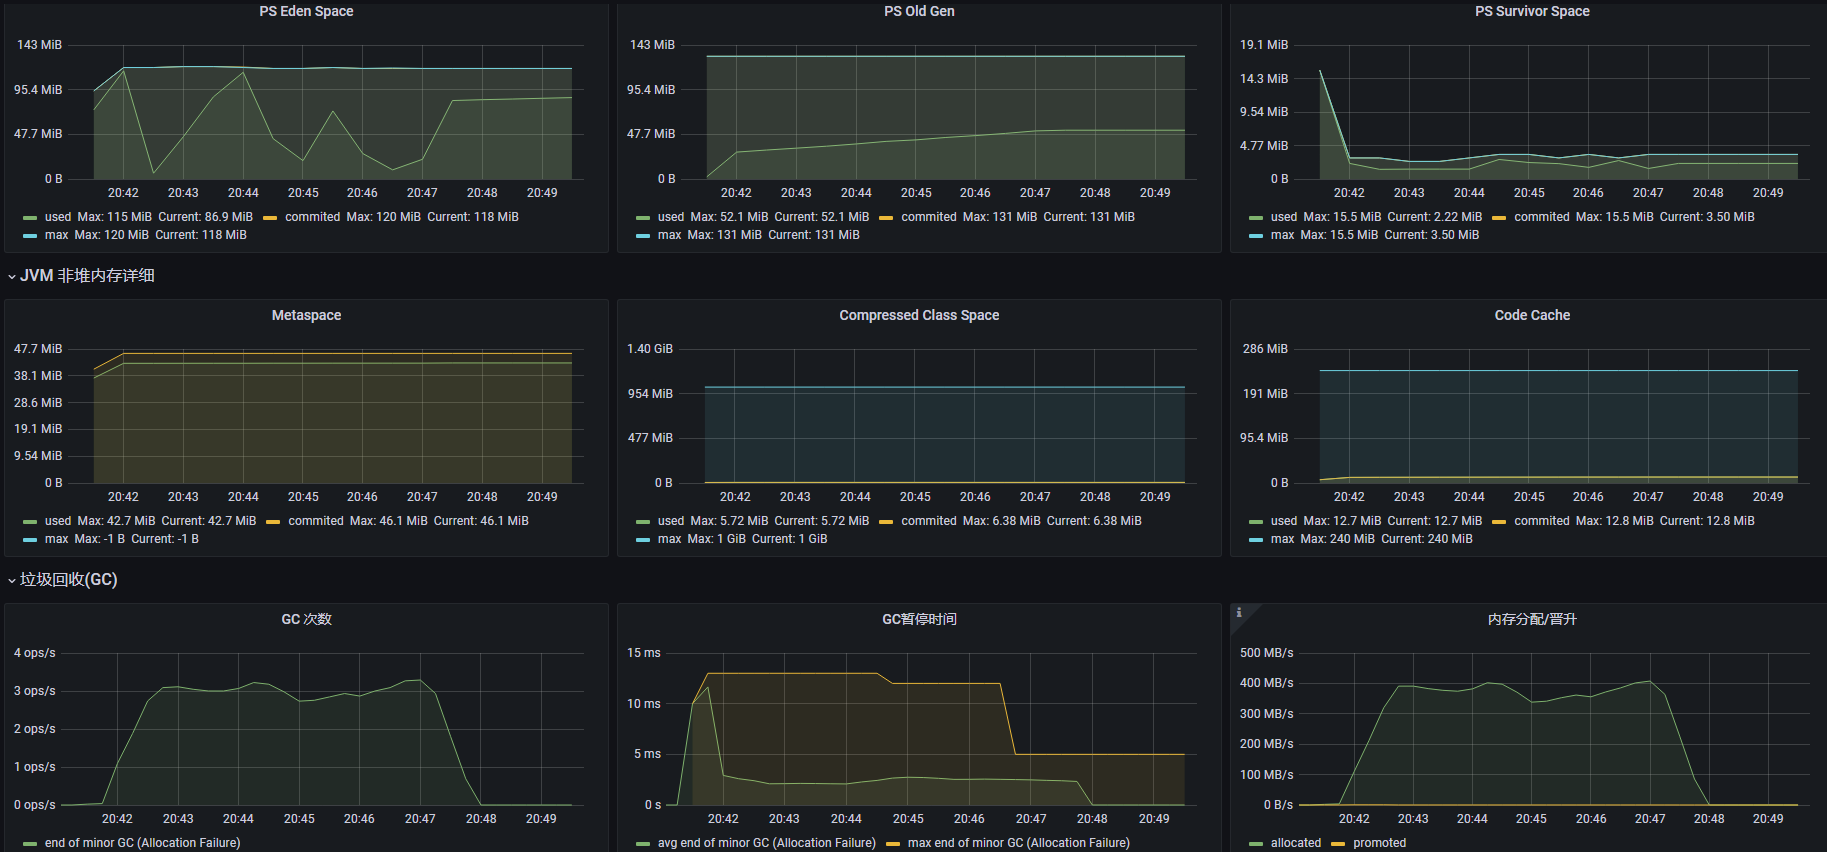 PS Eden Space
143 MiB
95.4 MiB
47.7 MiB
0 B
20:42 20:43 20:44 20:45 20:46 20:47 20:48 20:49
used Max: 115 MiB Current: 86.9 MiB commited Max: 120 MiB Current: 118 MiB
max Max: 120 MiB Current: 118 MiB
PS Old Gen
143 MiB
95.4 MiB
47.7 MiB
0 B
20:42 20:43 20:44 20:45 20:46 20:47 20:48 20:49
used Max: 52.1 MiB Current: 52.1 MiB commited Max: 131 MiB Current: 131 MiB
max Max: 131 MiB Current: 131 MiB
PS Survivor Space
19.1 MiB
14.3 MiB
9.54 MiB
4.77 MiB
0 B
20:42 20:43 20:44 20:45 20:46 20:47 20:48 20:49
used Max: 15.5 MiB Current: 2.22 MiB commited Max: 15.5 MiB Current: 3.50 MiB
max Max: 15.5 MiB Current: 3.50 MiB
JVM 非堆内存详细
Metaspace
47.7 MiB
38.1 MiB
28.6 MiB
19.1 MiB
9.54 MiB
0 B
20:42 20:43 20:44 20:45 20:46 20:47 20:48 20:49
used Max: 42.7 MiB Current: 42.7 MiB commited Max: 46.1 MiB Current: 46.1 MiB
max Max: -1 B Current: -1 B
Compressed Class Space
1.40 GiB
954 MiB
477 MiB
0 B
20:42 20:43 20:44 20:45 20:46 20:47 20:48 20:49
used Max: 5.72 MiB Current: 5.72 MiB commited Max: 6.38 MiB Current: 6.38 MiB
max Max: 1 GiB Current: 1 GiB
Code Cache
286 MiB
191 MiB
95.4 MiB
0 B
20:42 20:43 20:44 20:45 20:46 20:47 20:48 20:49
used Max: 12.7 MiB Current: 12.7 MiB commited Max: 12.8 MiB Current: 12.8 MiB
max Max: 240 MiB Current: 240 MiB
垃圾回收(GC)
GC 次数
4 ops/s
3 ops/s
2 ops/s
1 ops/s
0 ops/s
20:42 20:43 20:44 20:45 20:46 20:47 20:48 20:49
end of minor GC (Allocation Failure)
GC暂停时间
15 ms
10 ms
5 ms
0 s
20:42 20:43 20:44 20:45 20:46 20:47 20:48 20:49
avg end of minor GC (Allocation Failure) max end of minor GC (Allocation Failure)
内存分配/晋升
500 MB/s
400 MB/s
300 MB/s
200 MB/s
100 MB/s
0 B/s
20:42 20:43 20:44 20:45 20:46 20:47 20:48 20:49
allocated promoted